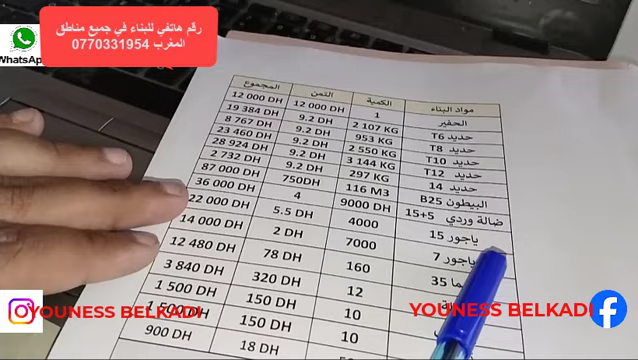 رقم هاتفي للبناء في جميع مناطق
المغرب 0770331954
WhatsApp
مواد البناء الكمية الثمن المجموع
الحفير 1 12 000 DH 12 000 DH
حديد T6 2 107 KG 9.2 DH 19 384 DH
حديد T8 953 KG 9.2 DH 8 767 DH
حديد T10 2 550 KG 9.2 DH 23 460 DH
حديد T12 3 144 KG 9.2 DH 28 924 DH
حديد 14 297 KG 9.2 DH 2 732 DH
البيطون B25 116 M3 750DH 87 000 DH
ضالة وردي 5+15 9000 DH 4 36 000 DH
ياجور 15 4000 5.5 DH 22 000 DH
ياجور 7 7000 2 DH 14 000 DH
35 160 78 DH 12 480 DH
12 320 DH 3 840 DH
10 150 DH 1 500 DH
10 150 DH 1 500 DH
18 DH 900 DH
YOUNESS BELKADI
YOUNESS BELKADI